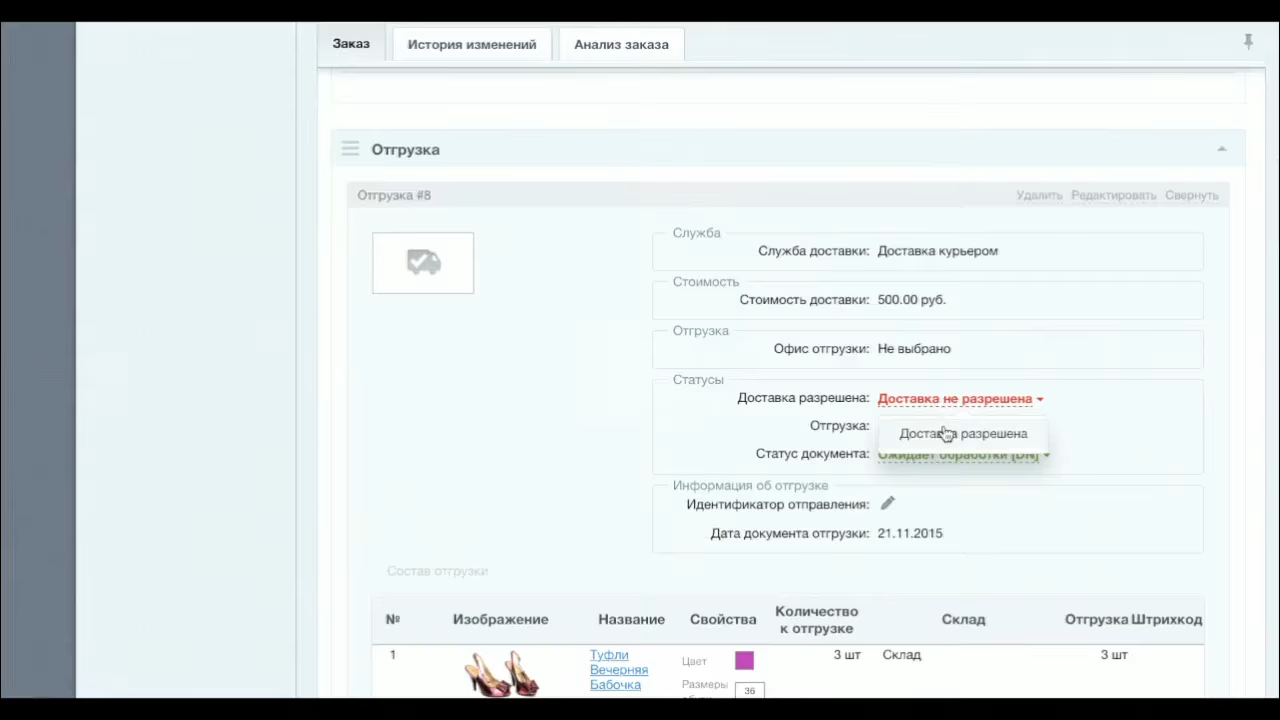 Заказ
История изменений
Анализ заказа
Отгрузка
Отгрузка #8
Удалить Редактировать Свернуть
Служба
Служба доставки: Доставка курьером
Стоимость
Стоимость доставки: 500.00 руб.
Отгрузка
Офис отгрузки: Не выбрано
Статусы
Доставка разрешена: Доставка не разрешена
Отгрузка:
Доставка разрешена
Статус документа: Ожидает обработки [DN]
Информация об отгрузке
Идентификатор отправления:
Дата документа отгрузки: 21.11.2015
Состав отгрузки
№ Изображение Название Свойства Количество к отгрузке Склад Отгрузка Штрихкод
1 Туфли Цвет 3 шт Склад 3 шт
Вечерняя
Бабочка Размеры 36